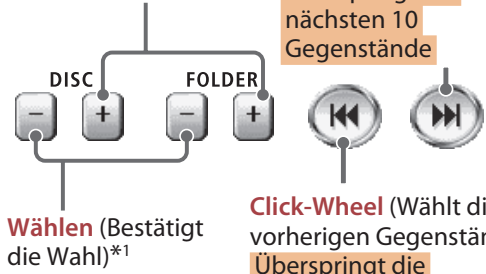 nächsten 10
Gegenstände
DISC
FOLDER
Wählen (Bestätigt
die Wahl)*1
Click-Wheel (Wählt di
vorherigen Gegenstän
Überspringt die